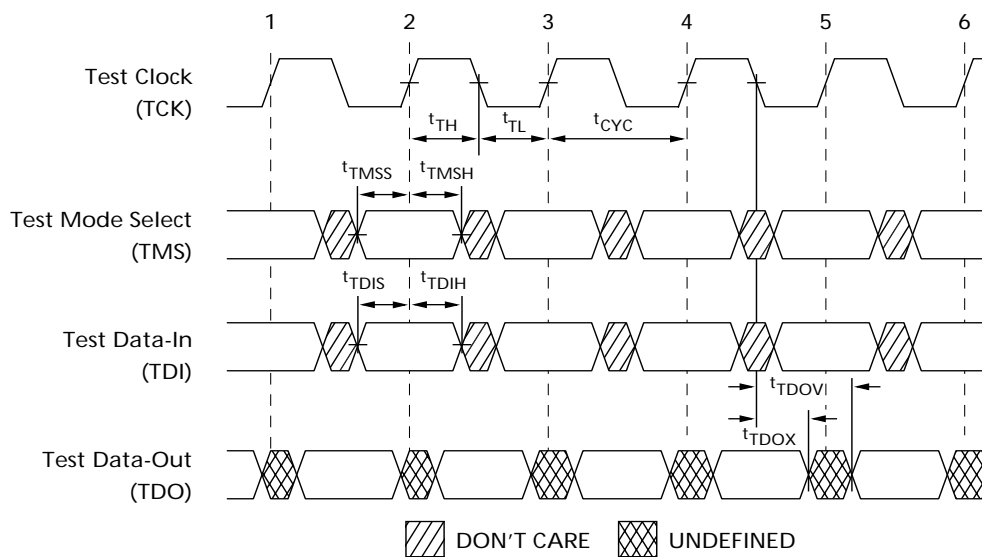 1 2 3 4 5 6
Test Clock
(TCK)
tTH tTL tCYC
tTMSS tTMSH
Test Mode Select
(TMS)
tTDIS tTDIH
Test Data-In
(TDI)
tTDOV
tTDOX
Test Data-Out
(TDO)
DON'T CARE UNDEFINED